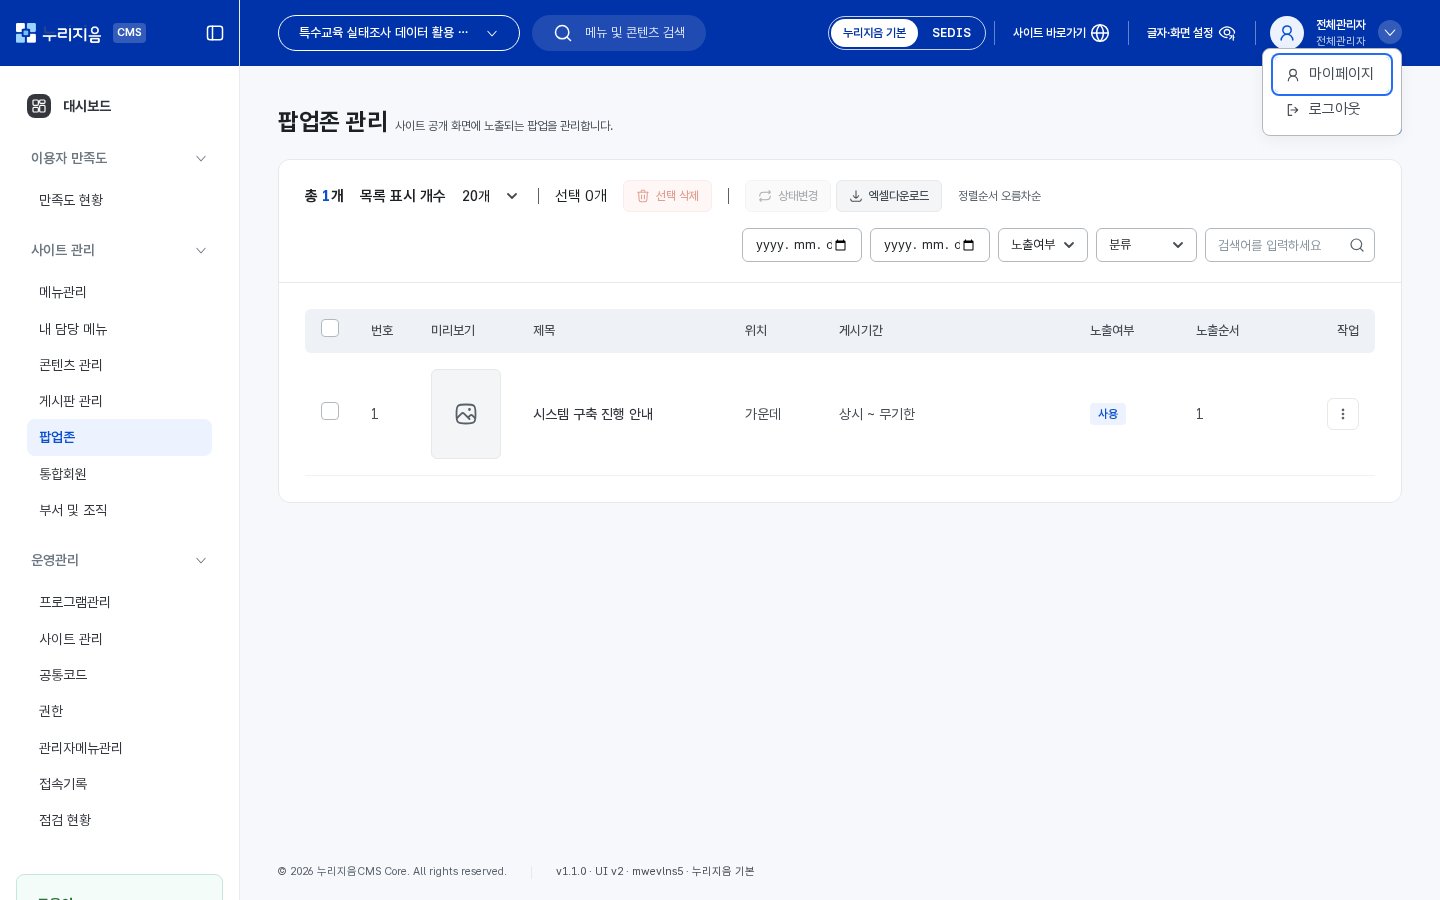 누리지음 CMS
특수교육 실태조사 데이터 활용 ···
메뉴 및 콘텐츠 검색
누리지음 기본
SEDIS
사이트 바로가기
글자·화면 설정
전체관리자
전체관리자
마이페이지
로그아웃
대시보드
이용자 만족도
만족도 현황
사이트 관리
메뉴관리
내 담당 메뉴
콘텐츠 관리
게시판 관리
팝업존
통합회원
부서 및 조직
운영관리
프로그램관리
사이트 관리
공통코드
권한
관리자메뉴관리
접속기록
점검 현황
팝업존 관리 사이트 공개 화면에 노출되는 팝업을 관리합니다.
총 1개 목록 표시 개수 20개 선택 0개 선택 삭제 상태변경 엑셀다운로드 정렬순서 오름차순
yyyy. mm. yyyy. mm. 노출여부 분류 검색어를 입력하세요
번호 미리보기 제목 위치 게시기간 노출여부 노출순서 작업
1 시스템 구축 진행 안내 가운데 상시 ~ 무기한 사용 1
© 2026 누리지음CMS Core. All rights reserved. v1.1.0 · UI v2 · mwevlns5 · 누리지음 기본